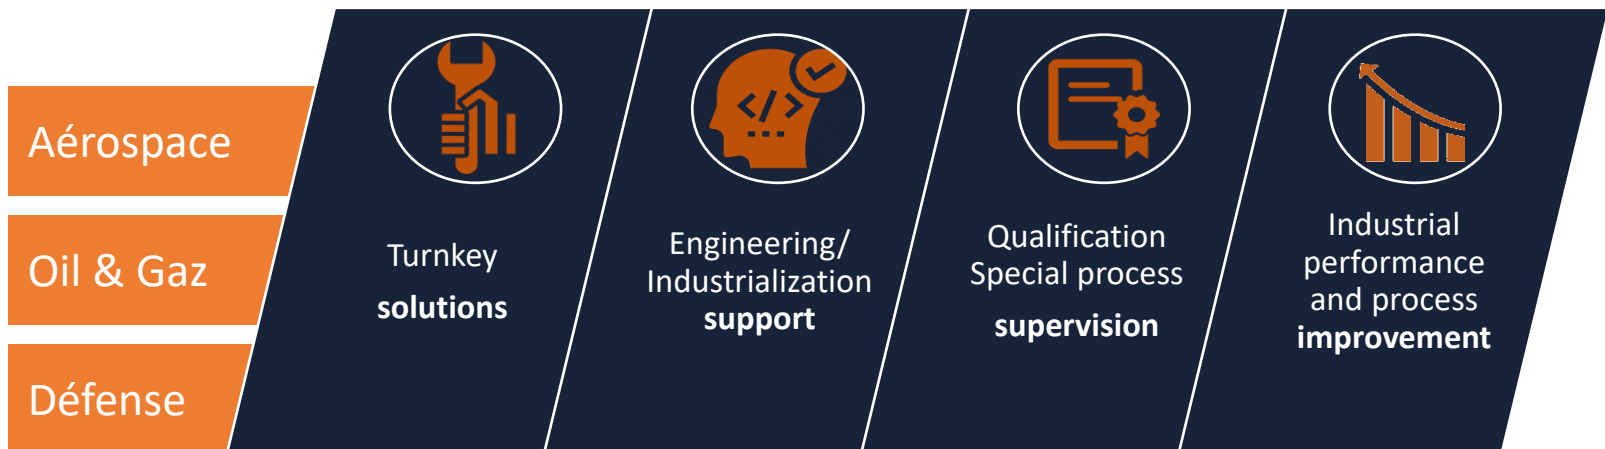 Aérospace
Oil & Gaz
Défense
Turnkey
solutions
Engineering/
Industrialization
support
Qualification
Special process
supervision
Industrial
performance
and process
improvement